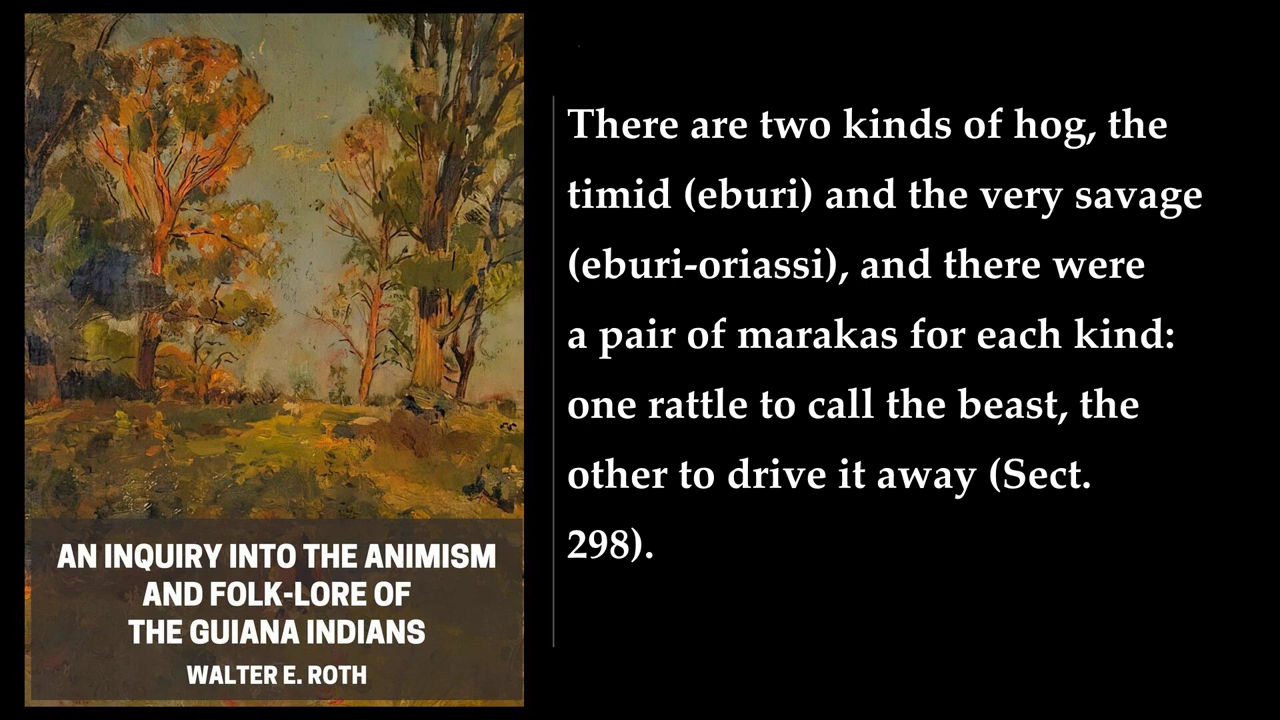 There are two kinds of hog, the
timid (eburi) and the very savage
(eburi-oriassi), and there were
a pair of marakas for each kind:
one rattle to call the beast, the
other to drive it away (Sect.
298).
AN INQUIRY INTO THE ANIMISM
AND FOLK-LORE OF
THE GUIANA INDIANS
WALTER E. ROTH